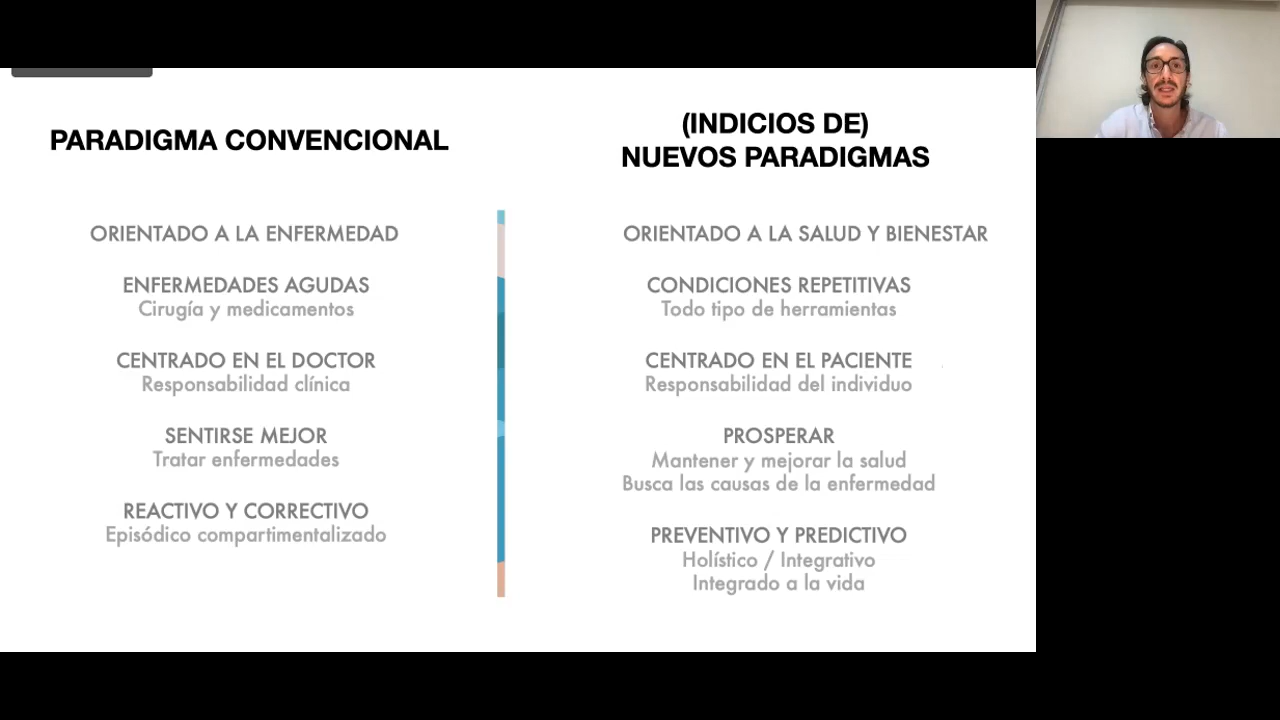 PARADIGMA CONVENCIONAL
ORIENTADO A LA ENFERMEDAD
ENFERMEDADES AGUDAS
Cirugía y medicamentos
CENTRADO EN EL DOCTOR
Responsabilidad clínica
SENTIRSE MEJOR
Tratar enfermedades
REACTIVO Y CORRECTIVO
Episódico compartimentalizado
(INDICIOS DE)
NUEVOS PARADIGMAS
ORIENTADO A LA SALUD Y BIENESTAR
CONDICIONES REPETITIVAS
Todo tipo de herramientas
CENTRADO EN EL PACIENTE
Responsabilidad del individuo
PROSPERAR
Mantener y mejorar la salud
Busca las causas de la enfermedad
PREVENTIVO Y PREDICTIVO
Holístico / Integrativo
Integrado a la vida